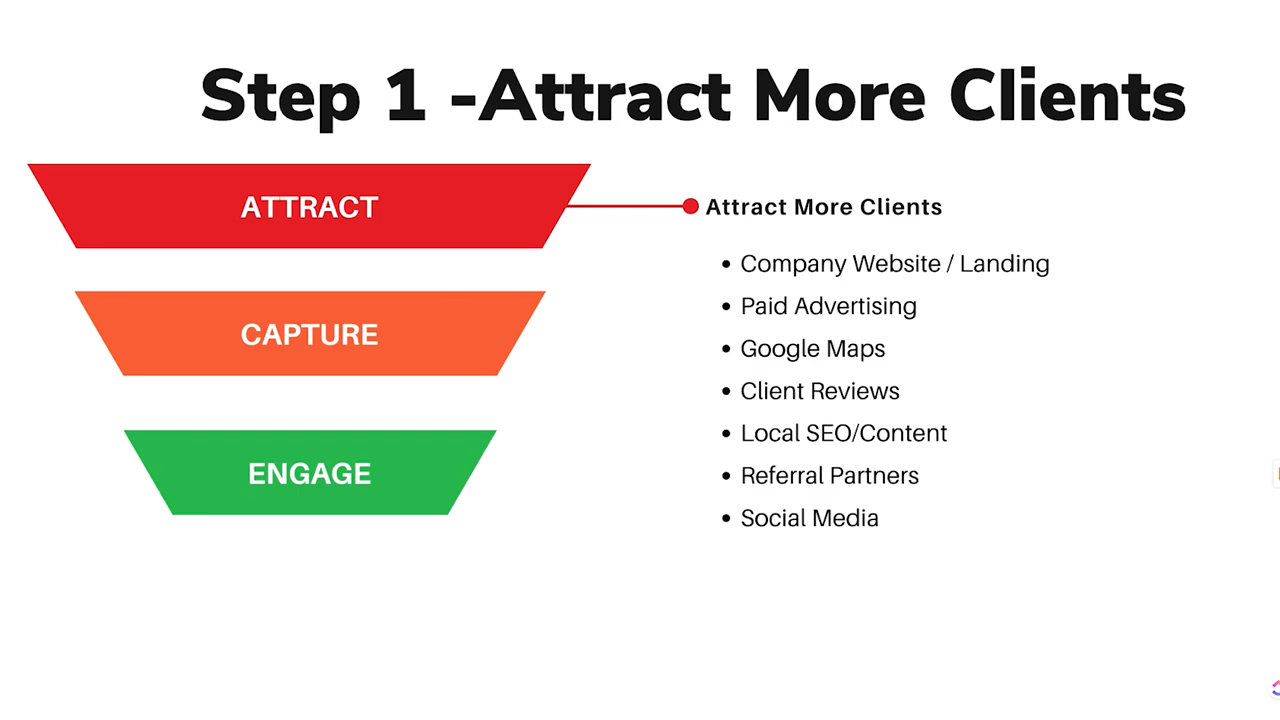 Step 1 -Attract More Clients
ATTRACT
CAPTURE
ENGAGE
Attract More Clients
• Company Website / Landing
• Paid Advertising
• Google Maps
• Client Reviews
• Local SEO/Content
• Referral Partners
• Social Media